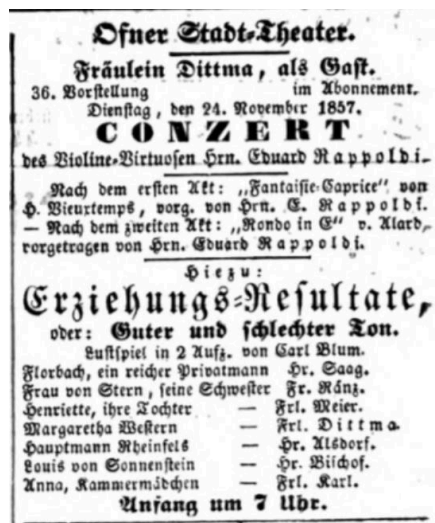 Ofner Stadt-Theater.
Fräulein Dittma, als Gast.
36. Vorstellung im Abonnement.
Dienstag, den 24. November 1857.
CONZERT
des Violine-Virtuosen Hrn. Eduard Rappoldi.
Nach dem ersten Akt: „Fantaisie-Caprice" von
H. Vieurtemps, vorg. von Hrn. E. Rappoldi.
— Nach dem zweiten Akt: „Rondo in E" v. Alard,
vorgetragen von Hrn. Eduard Rappoldi.
Hiezu:
Erziehungs-Resultate,
oder: Guter und schlechter Ton.
Lustspiel in 2 Aufz. von Carl Blum.
Florbach, ein reicher Privatmann Hr. Saag.
Frau von Stern, seine Schwester Fr. Ränz.
Henriette, ihre Tochter — Frl. Meier.
Margaretha Western — Frl. Dittma
Hauptmann Rheinfels — Hr. Alsdorf.
Louis von Sonnenstein — Hr. Bischof.
Anna, Kammermädchen — Frl. Karl.
Anfang um 7 Uhr.